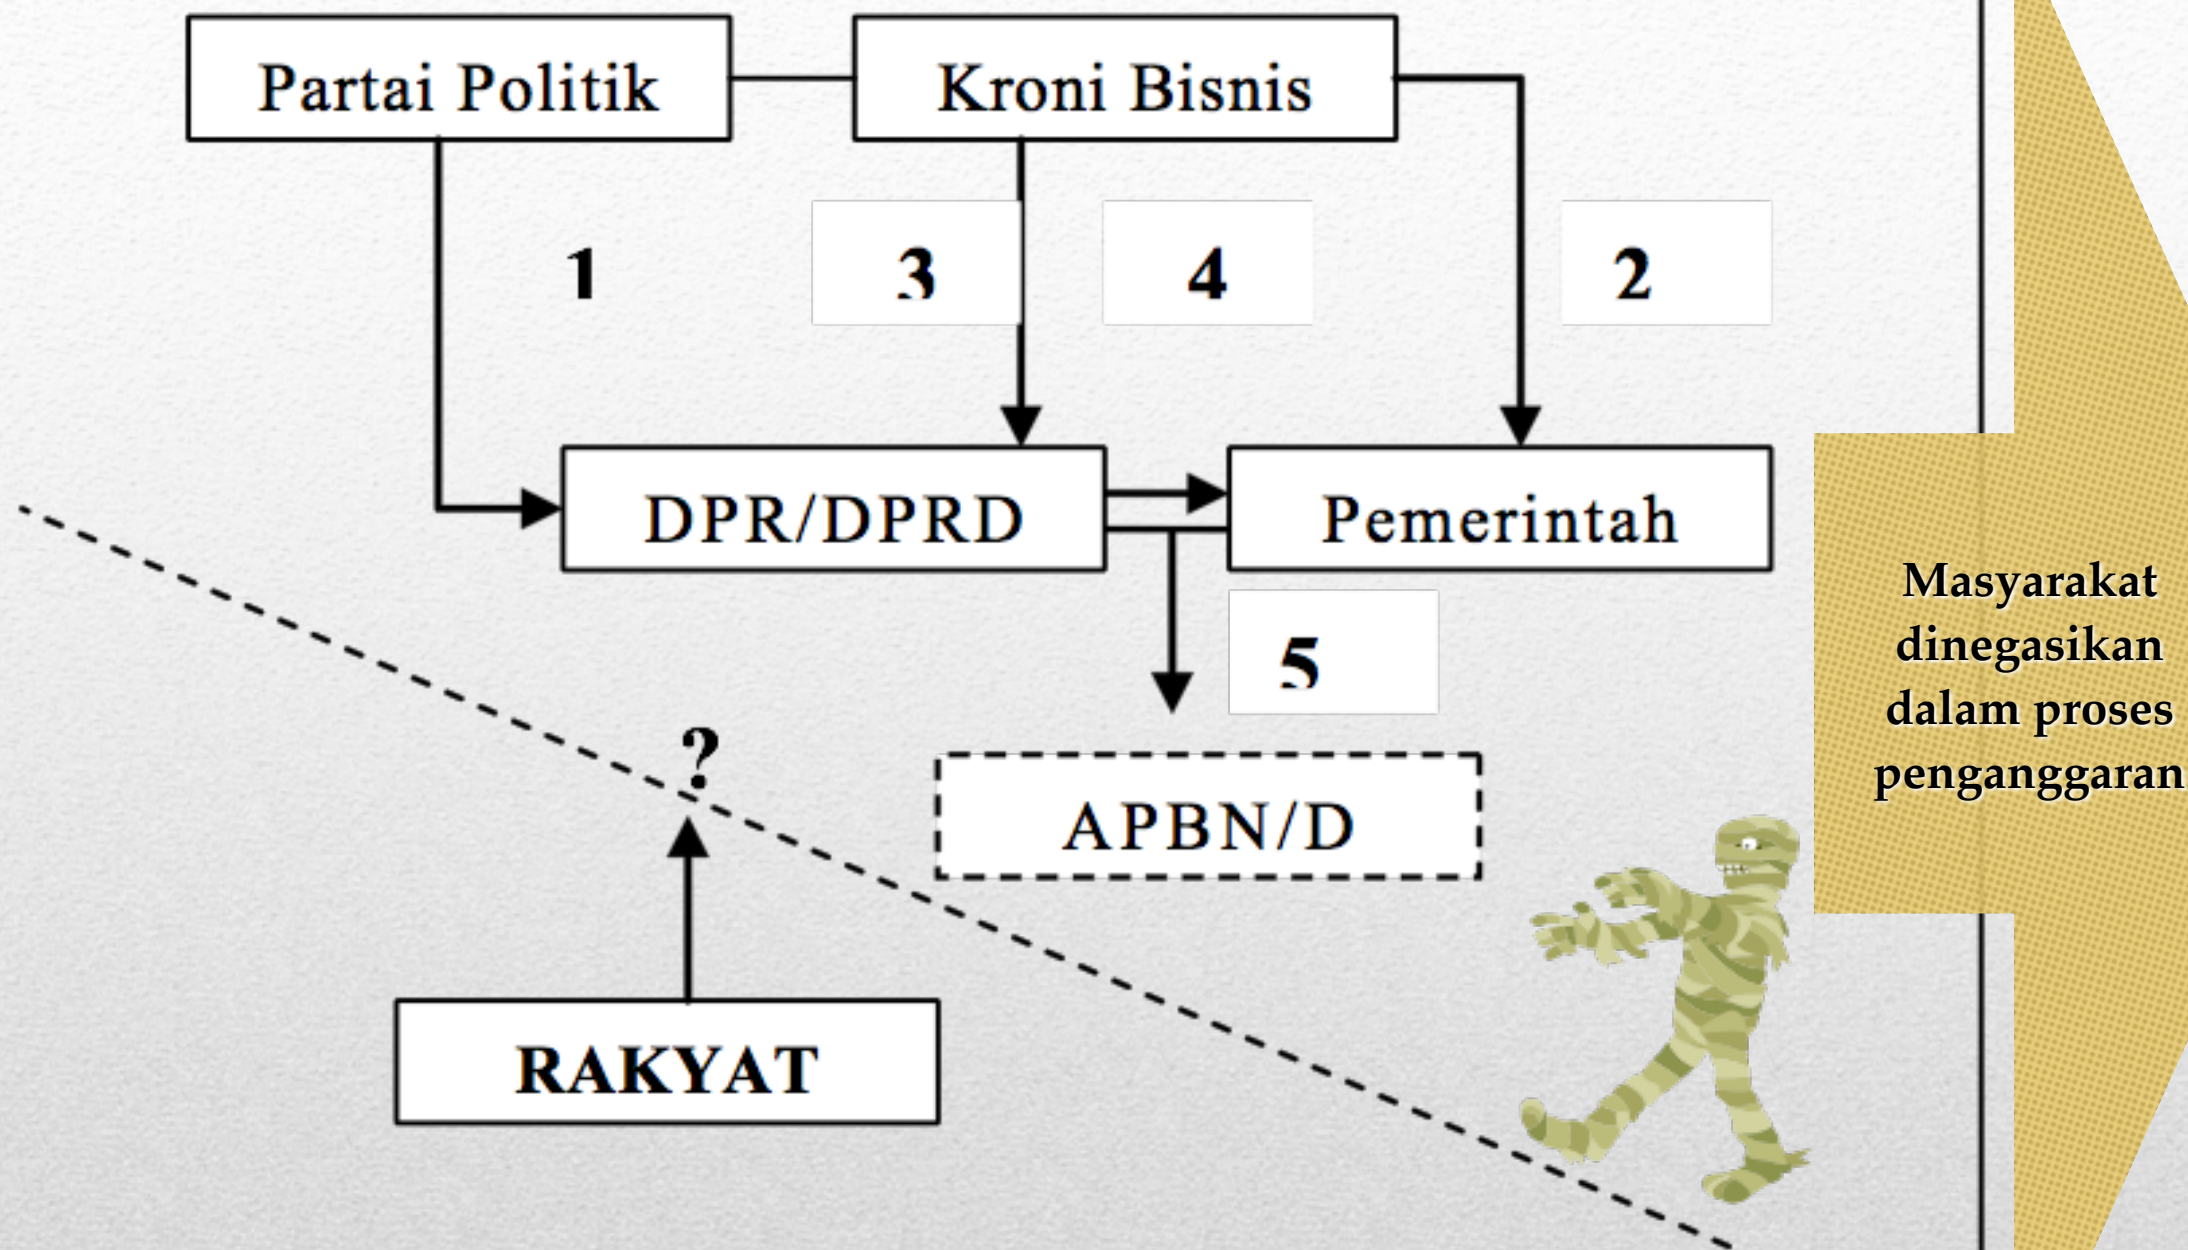 Partai Politik
Kroni Bisnis
1
3
4
2
DPR/DPRD
Pemerintah
5
?
APBN/D
RAKYAT
Masyarakat
dinegasikan
dalam proses
penganggaran